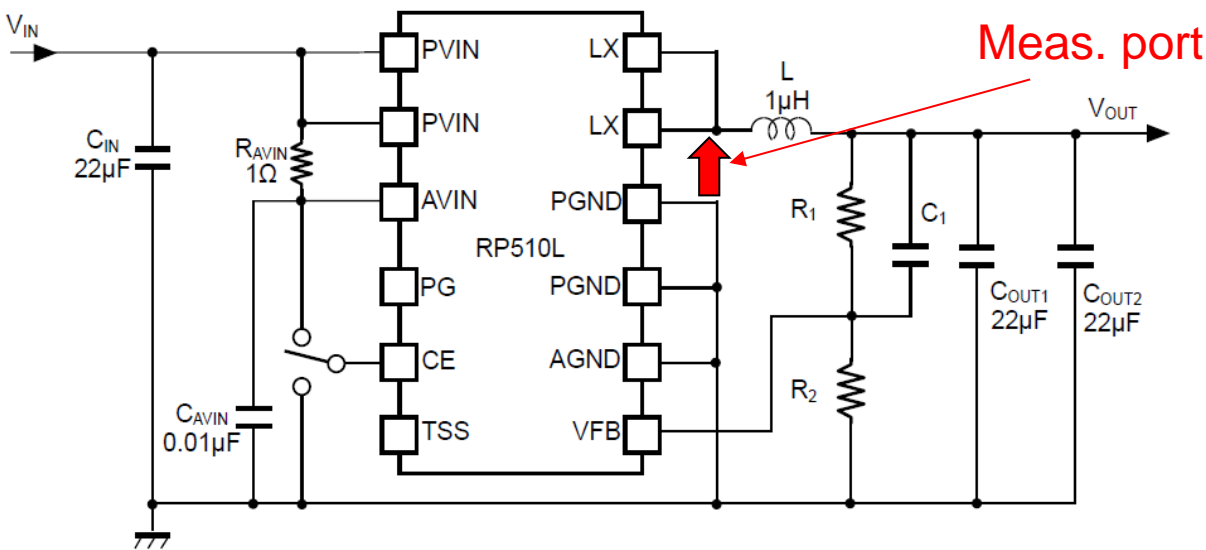 VIN
Meas. port
PVIN
LX
L
1μH
VOUT
CIN
22μF
PVIN
LX
RAVIN
1Ω
AVIN
PGND
R1
C1
RP510L
PG
PGND
COUT1
22μF
COUT2
22μF
CE
AGND
R2
CAVIN
0.01μF
TSS
VFB